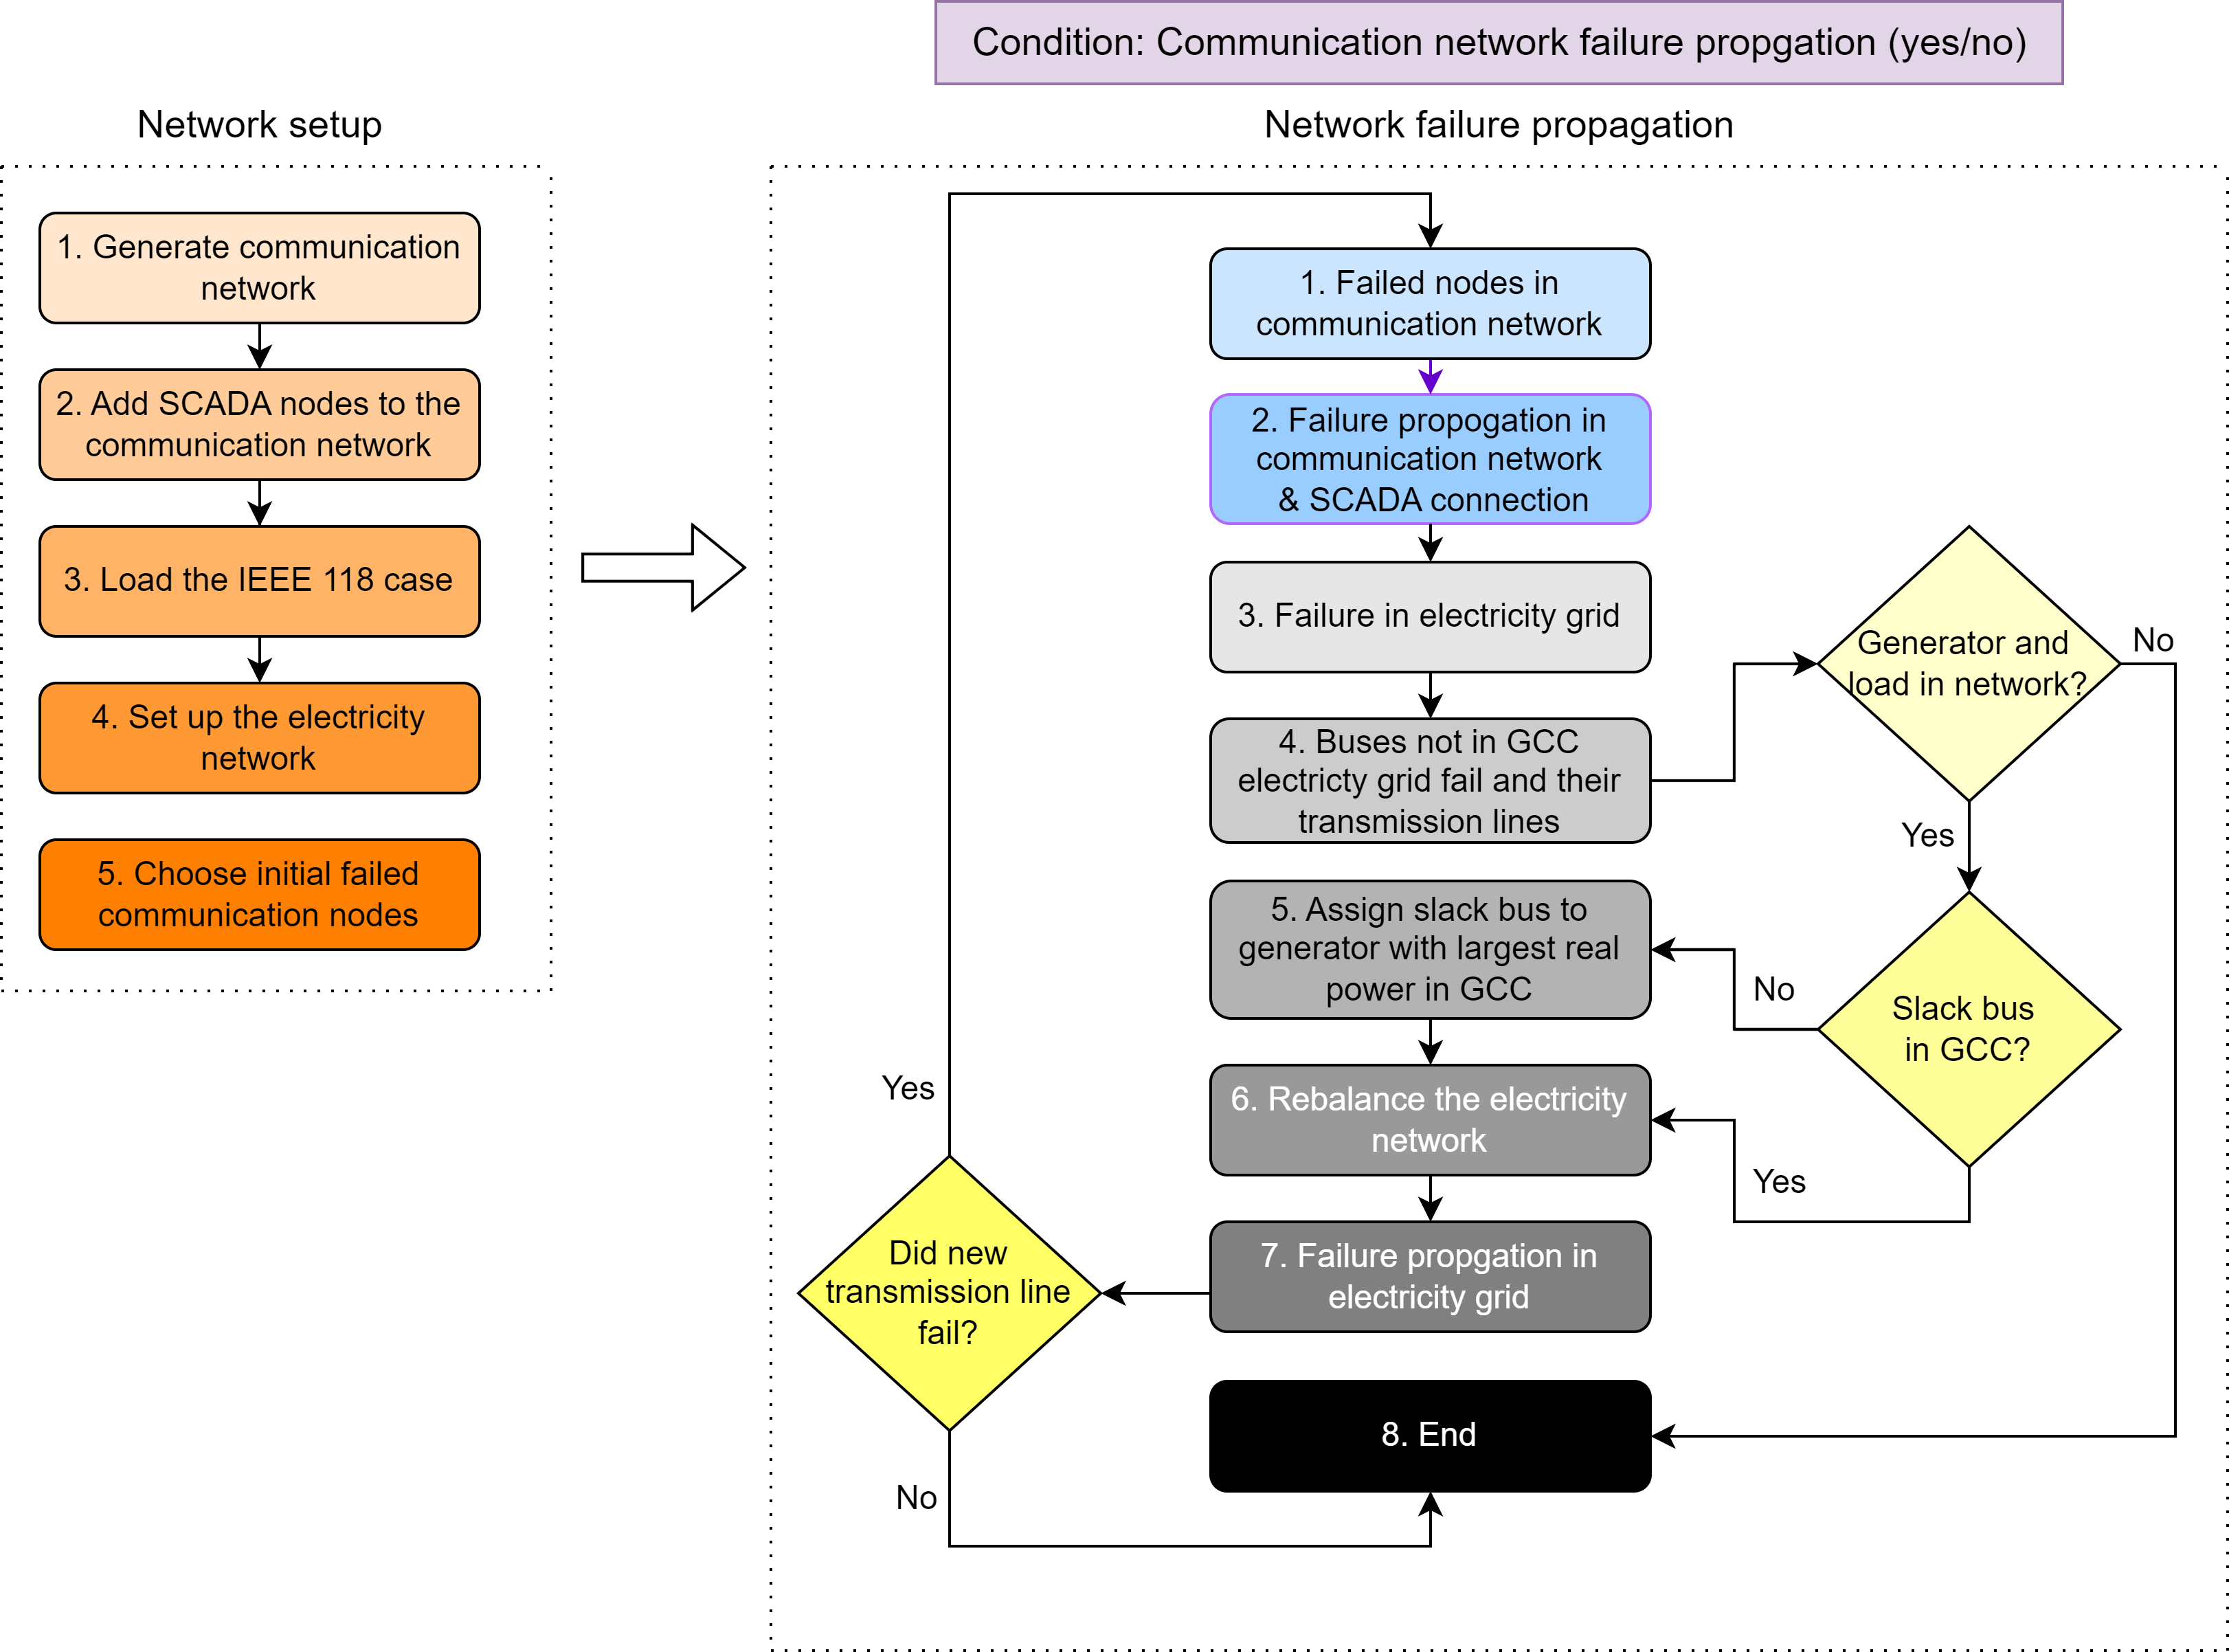 Condition: Communication network failure propgation (yes/no)
Network setup
1. Generate communication
network
2. Add SCADA nodes to the
communication network
3. Load the IEEE 118 case
4. Set up the electricity
network
5. Choose initial failed
communication nodes
Network failure propagation
1. Failed nodes in
communication network
2. Failure propogation in
communication network
& SCADA connection
3. Failure in electricity grid
4. Buses not in GCC
electricty grid fail and their
transmission lines
Generator and
load in network?
No
Yes
Slack bus
in GCC?
No
Yes
5. Assign slack bus to
generator with largest real
power in GCC
6. Rebalance the electricity
network
7. Failure propgation in
electricity grid
Did new
transmission line
fail?
Yes
No
8. End